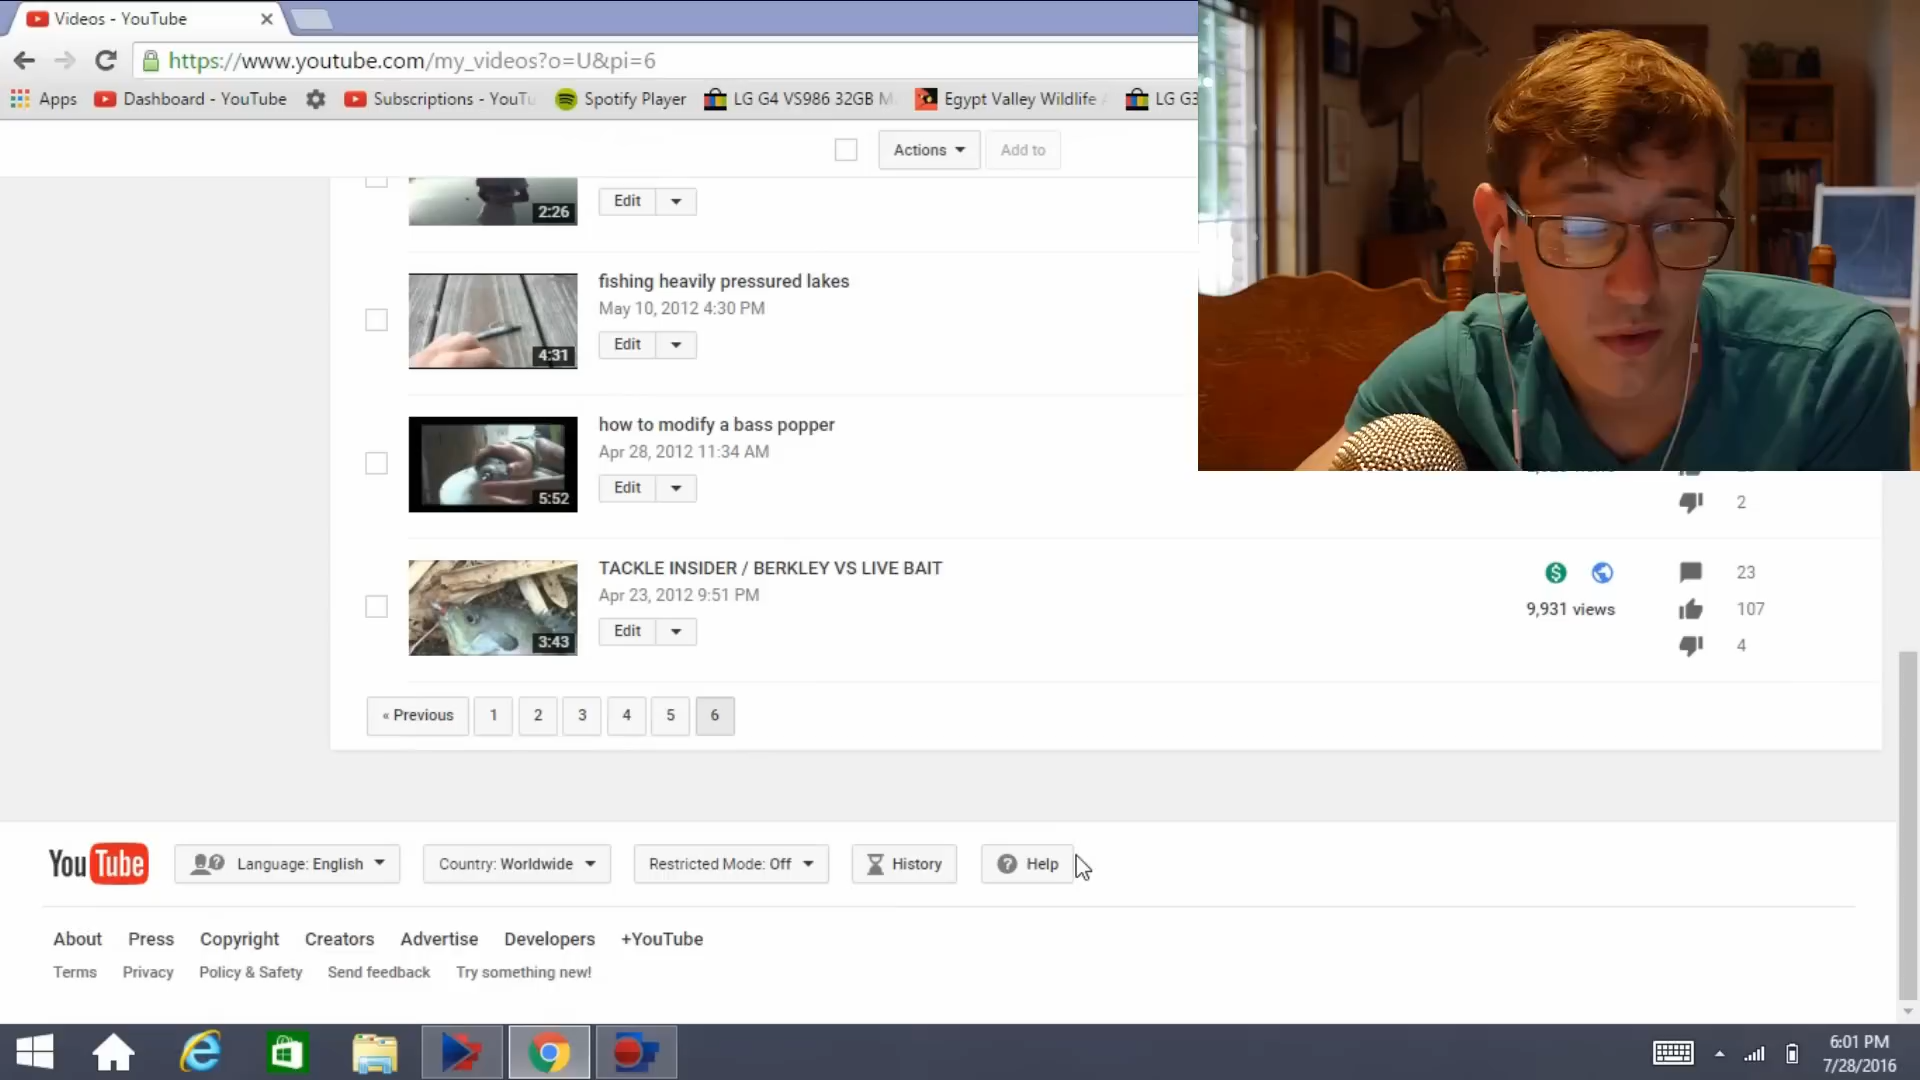 Videos - YouTube
https://www.youtube.com/my_videos?o=U&pi=6
Apps Dashboard - YouTube Subscriptions - YouTu Spotify Player LG G4 VS986 32GB M Egypt Valley Wildlife LG G3
Actions Add to
2:26
Edit
fishing heavily pressured lakes
May 10, 2012 4:30 PM
4:31
Edit
how to modify a bass popper
Apr 28, 2012 11:34 AM
5:52
Edit
2
TACKLE INSIDER / BERKLEY VS LIVE BAIT
Apr 23, 2012 9:51 PM
3:43
Edit
23
9,931 views
107
4
« Previous 1 2 3 4 5 6
YouTube Language: English Country: Worldwide Restricted Mode: Off History Help
About Press Copyright Creators Advertise Developers +YouTube
Terms Privacy Policy & Safety Send feedback Try something new!
6:01 PM
7/28/2016